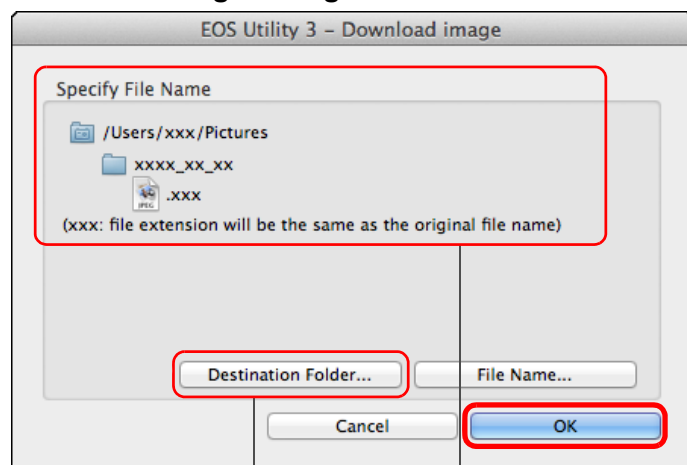 EOS Utility 3 – Download image
Specify File Name
/Users/xxx/Pictures
xxxx_xx_xx
JPEG
.xxx
(xxx: file extension will be the same as the original file name)
Destination Folder...
File Name...
Cancel
OK